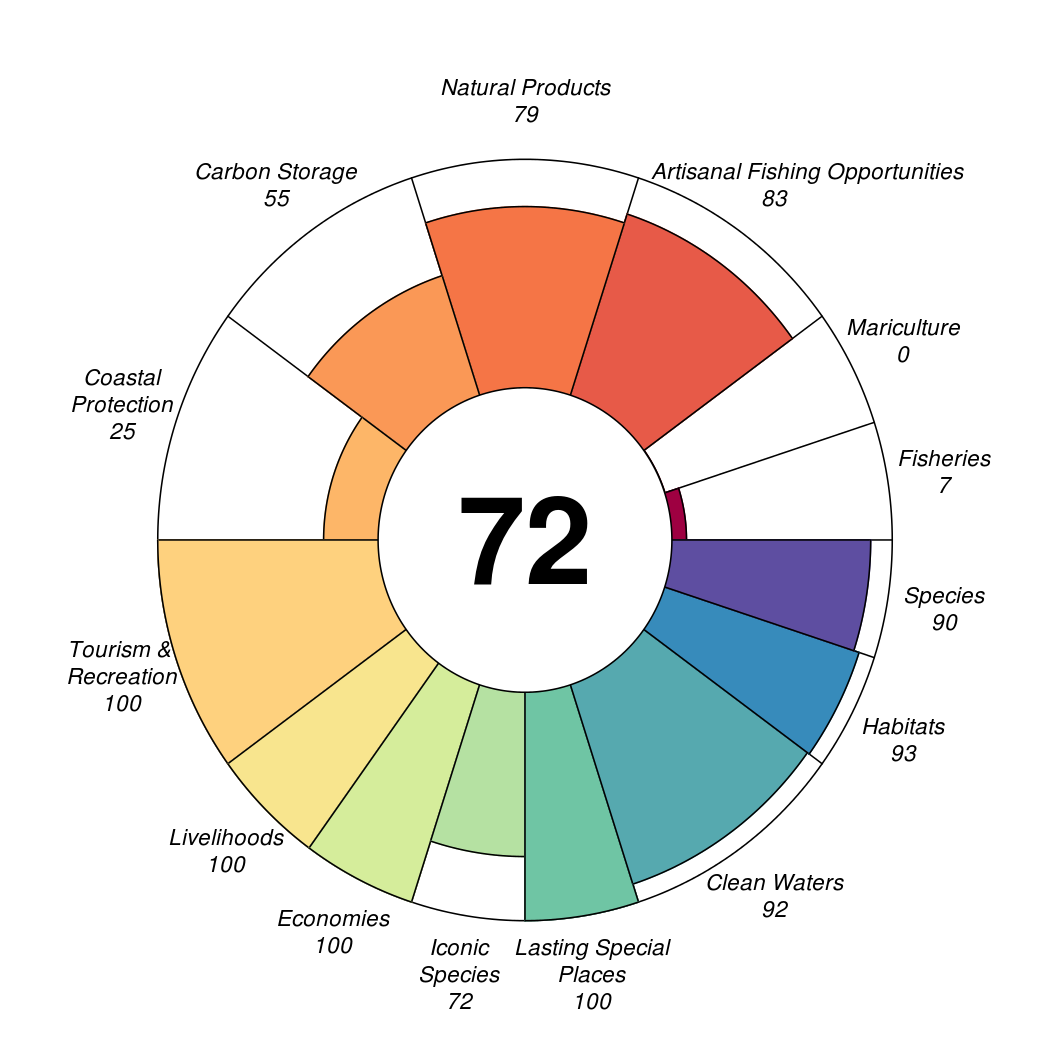 Natural Products
79
Carbon Storage
55
Artisanal Fishing Opportunities
83
Mariculture
0
Coastal
Protection
25
Fisheries
7
72
Species
90
Tourism &
Recreation
100
Habitats
93
Livelihoods
100
Clean Waters
92
Economies
100
Iconic
Species
72
Lasting Special
Places
100